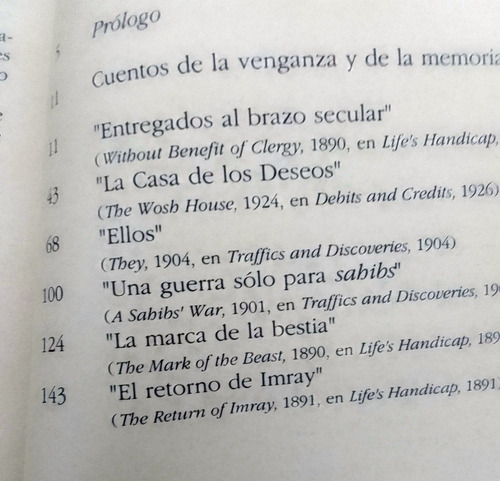 a-
es
o
e
5 Prólogo
11 Cuentos de la venganza y de la memoria
11 "Entregados al brazo secular"
(Without Benefit of Clergy, 1890, en Life's Handicap,
43 "La Casa de los Deseos"
(The Wosh House, 1924, en Debits and Credits, 1926)
68 "Ellos"
(They, 1904, en Traffics and Discoveries, 1904)
100 "Una guerra sólo para sahibs"
(A Sahibs' War, 1901, en Traffics and Discoveries, 190
124 "La marca de la bestia"
(The Mark of the Beast, 1890, en Life's Handicap, 189
143 "El retorno de Imray"
(The Return of Imray, 1891, en Life's Handicap, 1891)